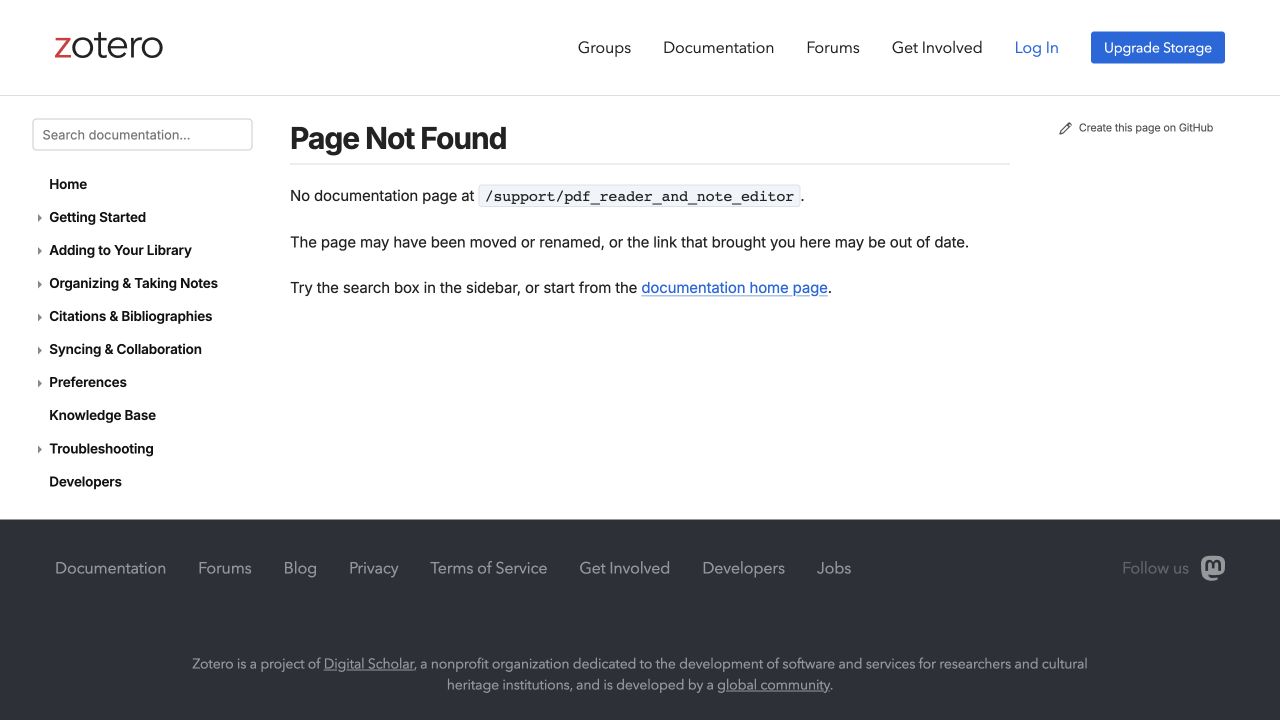 zotero
Groups
Documentation
Forums
Get Involved
Log In
Upgrade Storage
Search documentation...
Home
Getting Started
Adding to Your Library
Organizing & Taking Notes
Citations & Bibliographies
Syncing & Collaboration
Preferences
Knowledge Base
Troubleshooting
Developers
Page Not Found
No documentation page at /support/pdf_reader_and_note_editor.
The page may have been moved or renamed, or the link that brought you here may be out of date.
Try the search box in the sidebar, or start from the documentation home page.
Create this page on GitHub
Documentation
Forums
Blog
Privacy
Terms of Service
Get Involved
Developers
Jobs
Follow us
Zotero is a project of Digital Scholar, a nonprofit organization dedicated to the development of software and services for researchers and cultural
heritage institutions, and is developed by a global community.